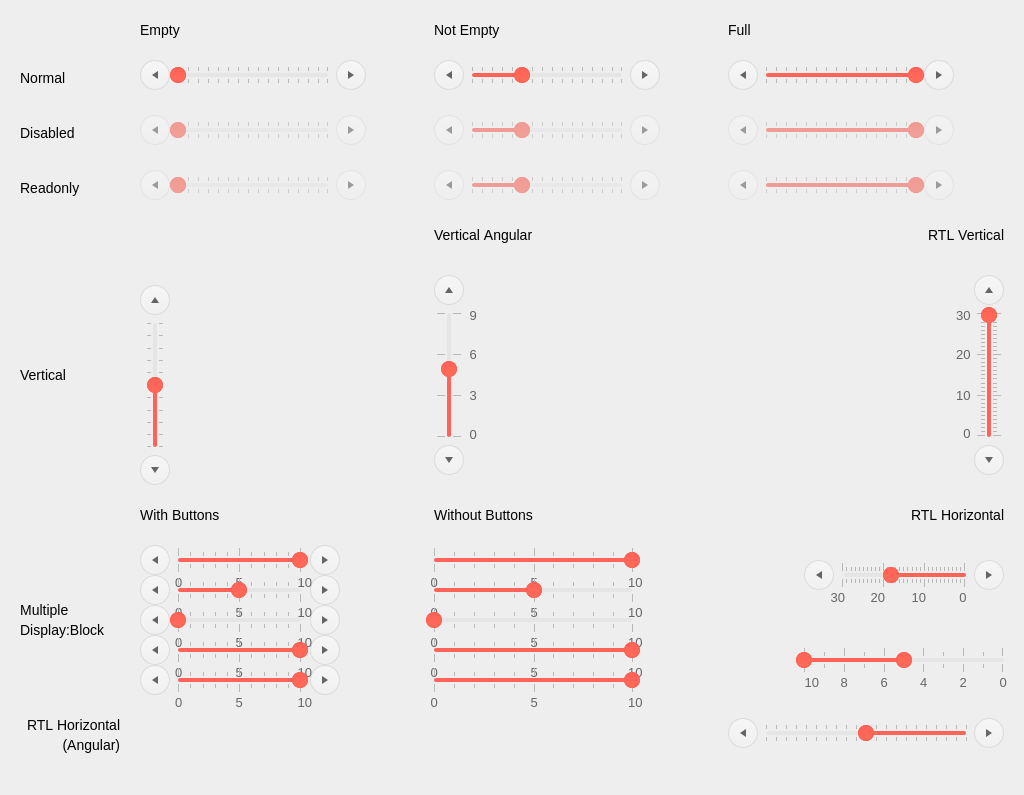 Empty Not Empty Full
Normal
Disabled
Readonly
Vertical Angular RTL Vertical
9 30
6 20
Vertical
3 10
0 0
With Buttons Without Buttons RTL Horizontal
0 5 10 0 5 10
30 20 10 0
Multiple
0 5 10 0 5 10
Display:Block
0 5 10 0 5 10
0 5 10 0 5 10
10 8 6 4 2 0
0 5 10 0 5 10
RTL Horizontal
(Angular)